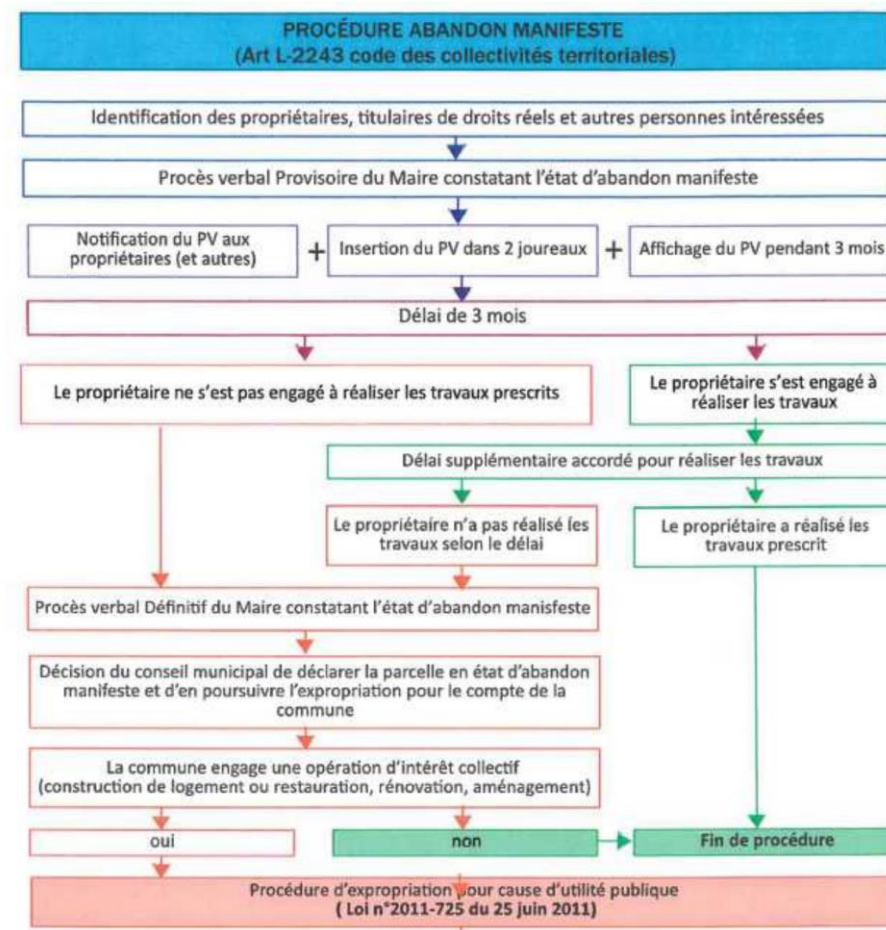 PROCÉDURE ABANDON MANIFESTE
(Art L-2243 code des collectivités territoriales)
Identification des propriétaires, titulaires de droits réels et autres personnes intéressées
Procès verbal Provisoire du Maire constatant l'état d'abandon manifeste
Notification du PV aux
propriétaires (et autres)
+
Insertion du PV dans 2 joureaux
+
Affichage du PV pendant 3 mois
Délai de 3 mois
Le propriétaire ne s'est pas engagé à réaliser les travaux prescrits
Le propriétaire s'est engagé à
réaliser les travaux
Délai supplémentaire accordé pour réaliser les travaux
Le propriétaire n'a pas réalisé les
travaux selon le délai
Le propriétaire a réalisé les
travaux prescrit
Procès verbal Définitif du Maire constatant l'état d'abandon manisfeste
Décision du conseil municipal de déclarer la parcelle en état d'abandon
manifeste et d'en poursuivre l'expropriation pour le compte de la
commune
La commune engage une opération d'intérêt collectif
(construction de logement ou restauration, rénovation, aménagement)
oui
non
Fin de procédure
Procédure d'expropriation pour cause d'utilité publique
( Loi n°2011-725 du 25 juin 2011)